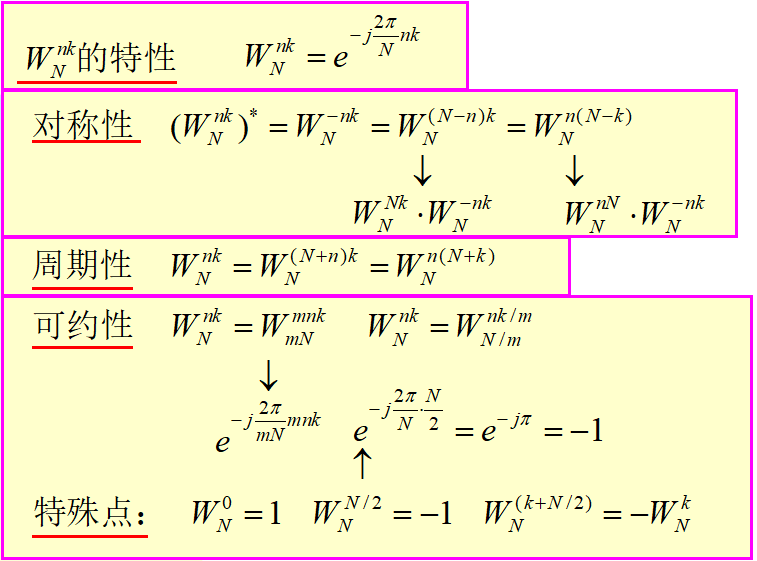 $W_N^{nk}$的特性 $W_N^{nk} = e^{-j\frac{2\pi}{N}nk}$
对称性 $(W_N^{nk})^* = W_N^{-nk} = W_N^{(N-n)k} = W_N^{n(N-k)}$
↓ ↓
$W_N^{Nk} \cdot W_N^{-nk}$ $W_N^{nN} \cdot W_N^{-nk}$
周期性 $W_N^{nk} = W_N^{(N+n)k} = W_N^{n(N+k)}$
可约性 $W_N^{nk} = W_{mN}^{mnk}$ $W_N^{nk} = W_{N/m}^{nk/m}$
↓
$e^{-j\frac{2\pi}{mN}mnk}$ $e^{-j\frac{2\pi}{N}\cdot\frac{N}{2}} = e^{-j\pi} = -1$
↑
特殊点： $W_N^0 = 1$ $W_N^{N/2} = -1$ $W_N^{(k+N/2)} = -W_N^k$